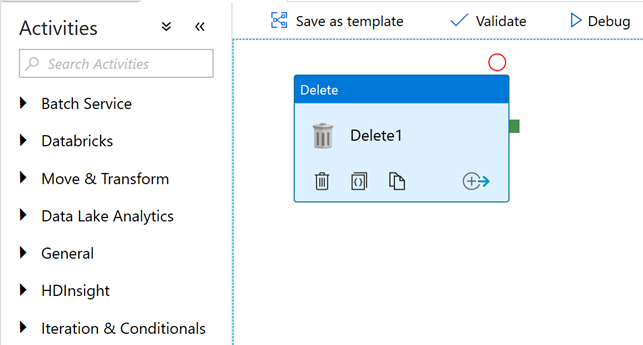 Activities
Save as template
Validate
Debug
Search Activities
Batch Service
Databricks
Move & Transform
Data Lake Analytics
General
HDInsight
Iteration & Conditionals
Delete
Delete1